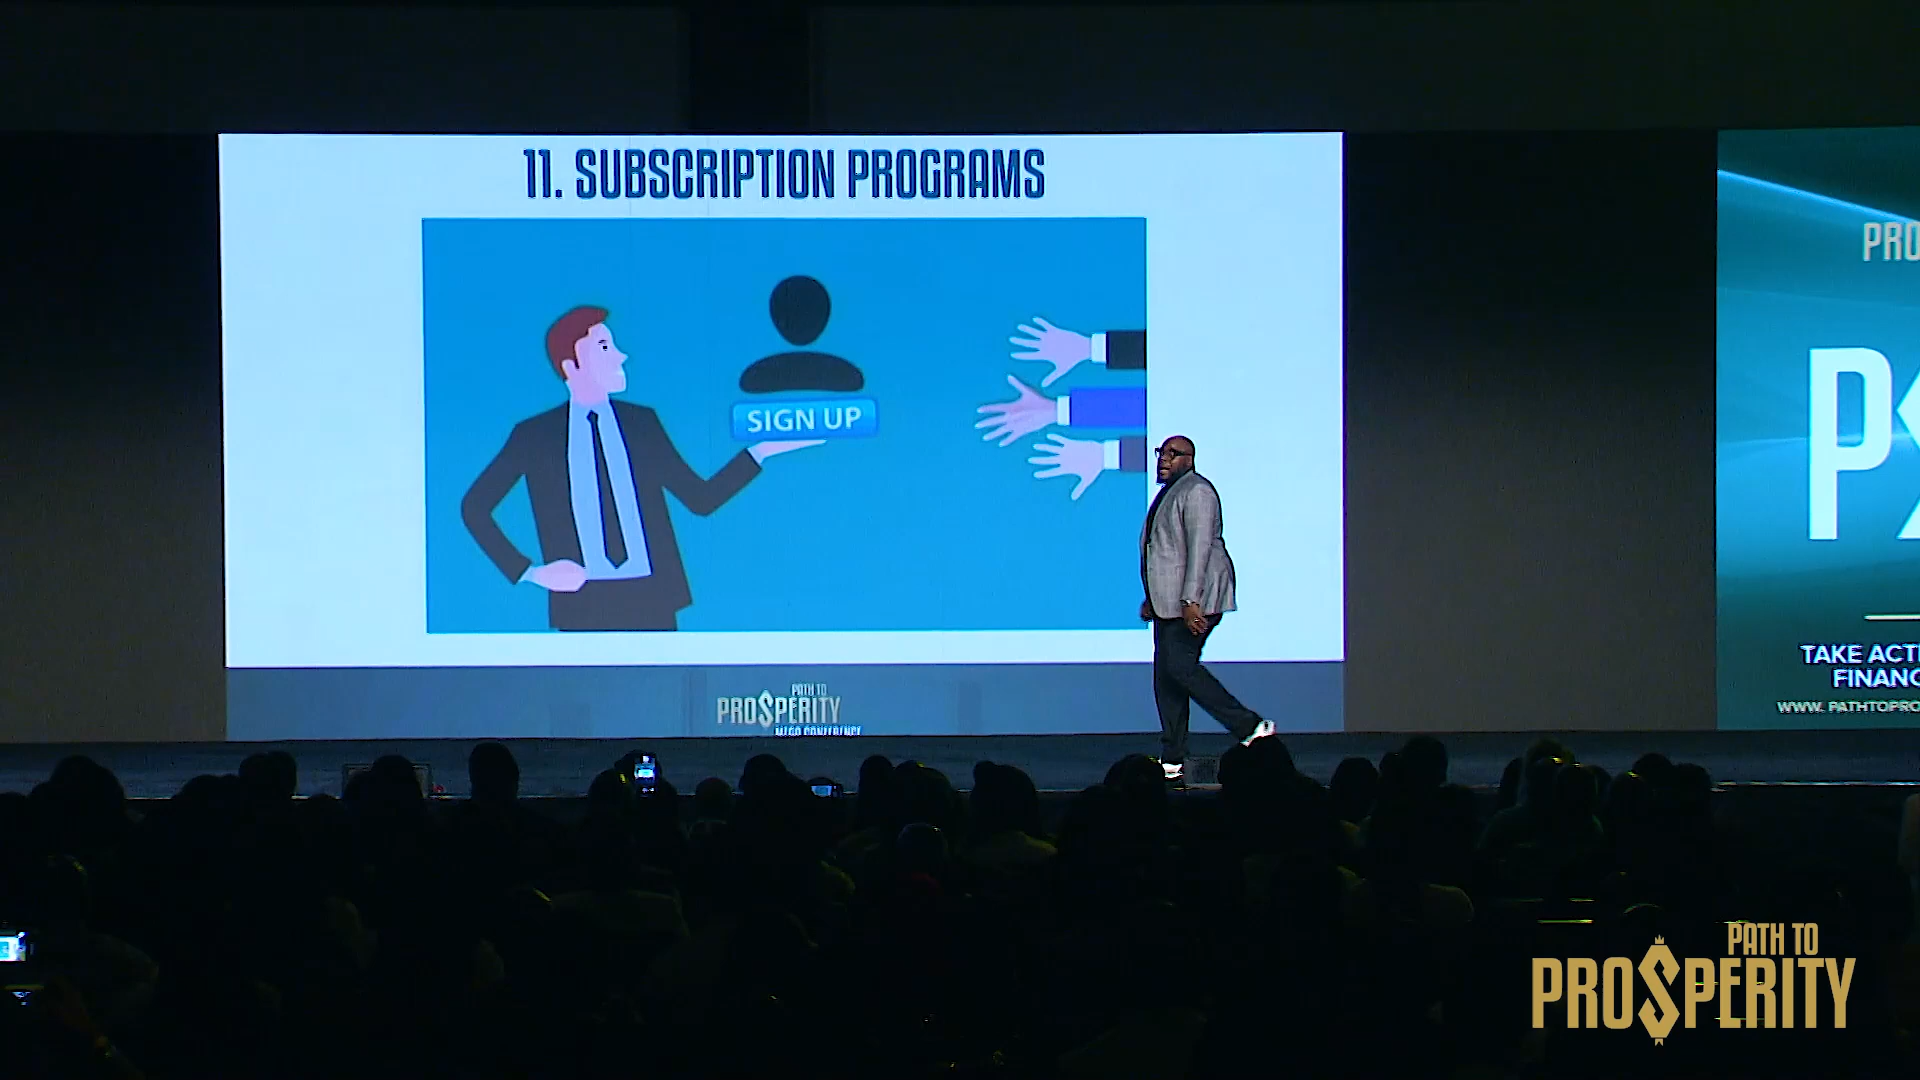 11. SUBSCRIPTION PROGRAMS
SIGN UP
PATH TO
PRO$PERITY
PRO
P
TAKE ACTI
FINANC
WWW. PATHTOPRO
PATH TO
PRO$PERITY